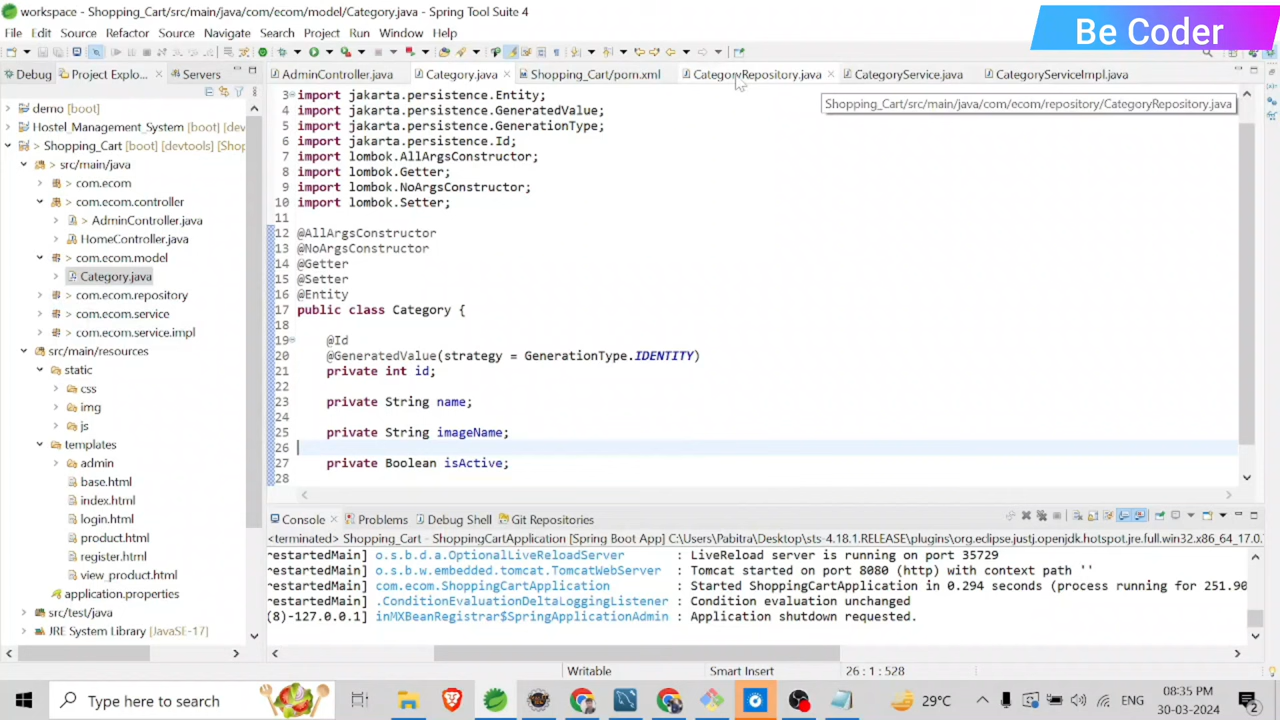 workspace - Shopping_Cart/src/main/java/com/ecom/model/Category.java - Spring Tool Suite 4
Be Coder
File Edit Source Refactor Source Navigate Search Project Run Window Help
Debug Project Explo... Servers
AdminController.java Category.java Shopping_Cart/pom.xml CategoryRepository.java CategoryService.java CategoryServiceImpl.java
Shopping_Cart/src/main/java/com/ecom/repository/CategoryRepository.java
demo [boot]
Hostel_Management_System [boot] [dev
Shopping_Cart [boot] [devtools] [Shop
src/main/java
com.ecom
com.ecom.controller
AdminController.java
HomeController.java
com.ecom.model
Category.java
com.ecom.repository
com.ecom.service
com.ecom.service.impl
src/main/resources
static
css
img
js
templates
admin
base.html
index.html
login.html
product.html
register.html
view_product.html
application.properties
src/test/java
JRE System Library [JavaSE-17]
3 import jakarta.persistence.Entity;
4 import jakarta.persistence.GeneratedValue;
5 import jakarta.persistence.GenerationType;
6 import jakarta.persistence.Id;
7 import lombok.AllArgsConstructor;
8 import lombok.Getter;
9 import lombok.NoArgsConstructor;
10 import lombok.Setter;
11
12 @AllArgsConstructor
13 @NoArgsConstructor
14 @Getter
15 @Setter
16 @Entity
17 public class Category {
18
19 @Id
20 @GeneratedValue(strategy = GenerationType.IDENTITY)
21 private int id;
22
23 private String name;
24
25 private String imageName;
26
27 private Boolean isActive;
28
Console Problems Debug Shell Git Repositories
<terminated> Shopping_Cart - ShoppingCartApplication [Spring Boot App] C:\Users\Pabitra\Desktop\sts-4.18.1.RELEASE\plugins\org.eclipse.justj.openjdk.hotspot.jre.full.win32.x86_64_17.0.
restartedMain] o.s.b.d.a.OptionalLiveReloadServer : LiveReload server is running on port 35729
restartedMain] o.s.b.w.embedded.tomcat.TomcatWebServer : Tomcat started on port 8080 (http) with context path ''
restartedMain] com.ecom.ShoppingCartApplication : Started ShoppingCartApplication in 0.294 seconds (process running for 251.90
restartedMain] .ConditionEvaluationDeltaLoggingListener : Condition evaluation unchanged
(8)-127.0.0.1] inMXBeanRegistrar$SpringApplicationAdmin : Application shutdown requested.
Writable Smart Insert 26 : 1 : 528
Type here to search
29°C ENG 08:35 PM
30-03-2024
2